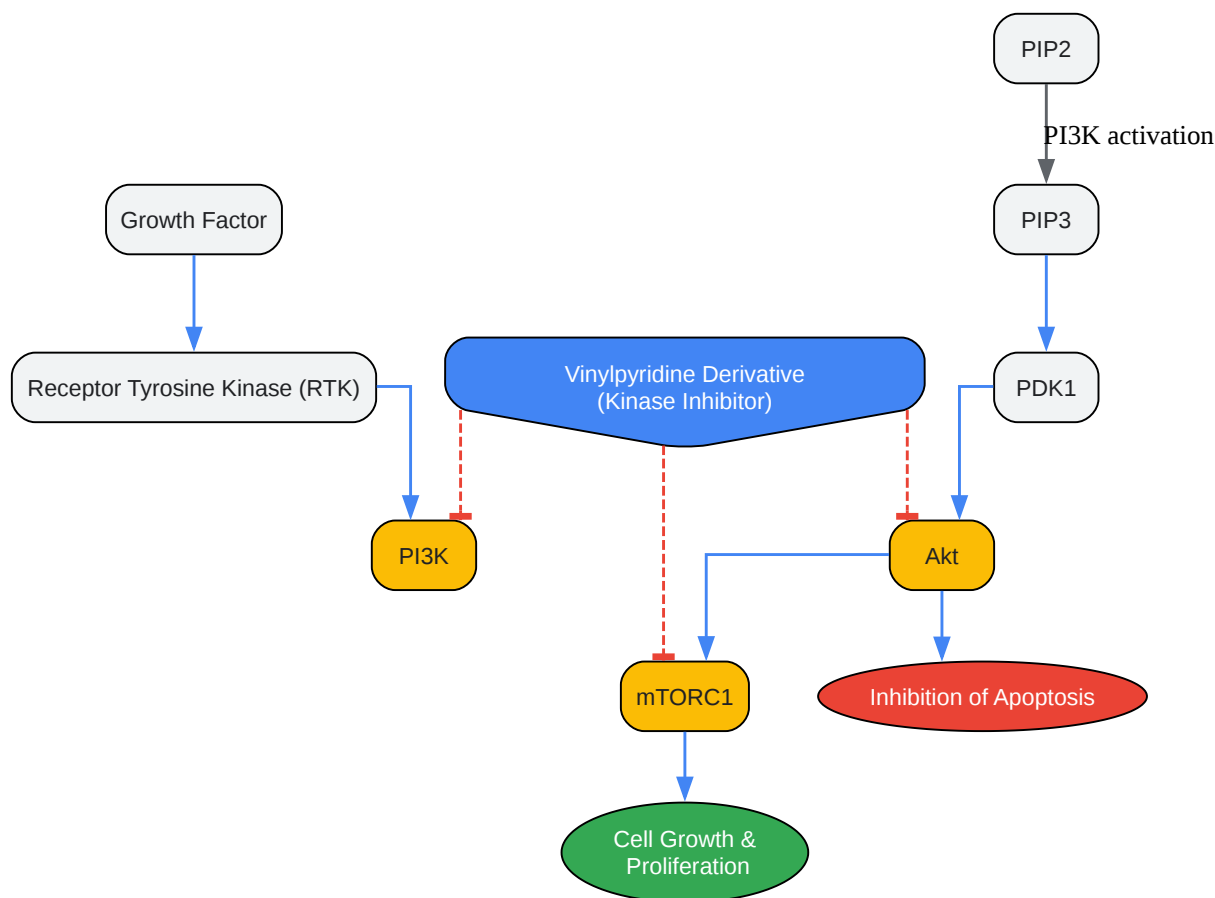 PIP2
PI3K activation
Growth Factor
PIP3
Receptor Tyrosine Kinase (RTK)
Vinylpyridine Derivative
(Kinase Inhibitor)
PDK1
PI3K
Akt
mTORC1
Inhibition of Apoptosis
Cell Growth &
Proliferation